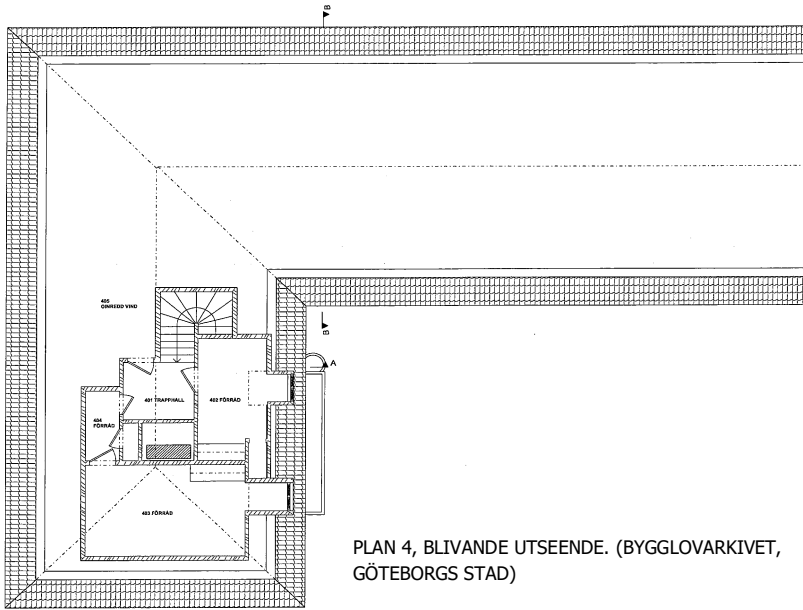 B
405
OINREDD VIND
B
A
401 TRAPPHALL
402 FÖRRÅD
404
FÖRRÅD
403 FÖRRÅD
PLAN 4, BLIVANDE UTSEENDE. (BYGGLOVARKIVET,
GÖTEBORGS STAD)